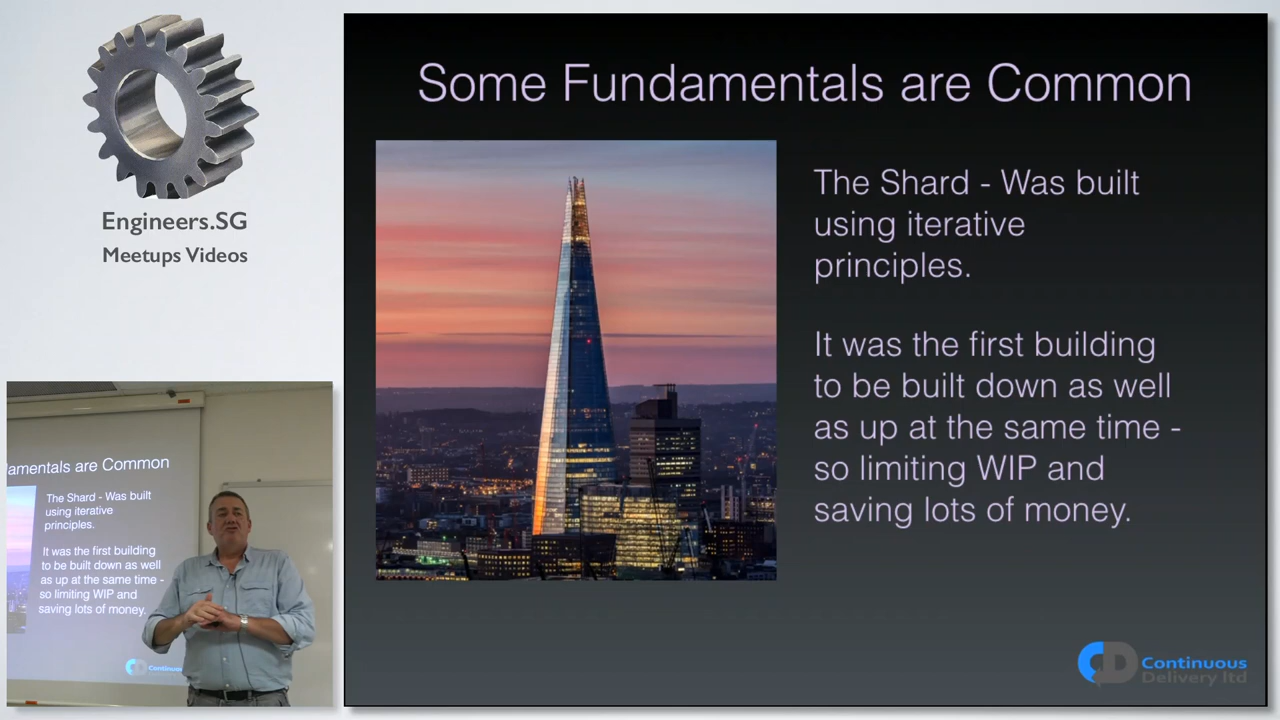 Engineers.SG
Meetups Videos
Some Fundamentals are Common
The Shard - Was built
using iterative
principles.
It was the first building
to be built down as well
as up at the same time -
so limiting WIP and
saving lots of money.
CD Continuous
Delivery ltd
amentals are Common
The Shard - Was built
using iterative
principles.
It was the first building
to be built down as well
as up at the same time -
so limiting WIP and
saving lots of money.
Continuous